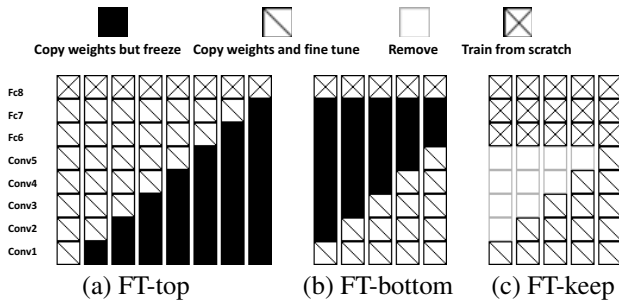 Copy weights but freeze Copy weights and fine tune Remove Train from scratch
Fc8
Fc7
Fc6
Conv5
Conv4
Conv3
Conv2
Conv1
(a) FT-top (b) FT-bottom (c) FT-keep